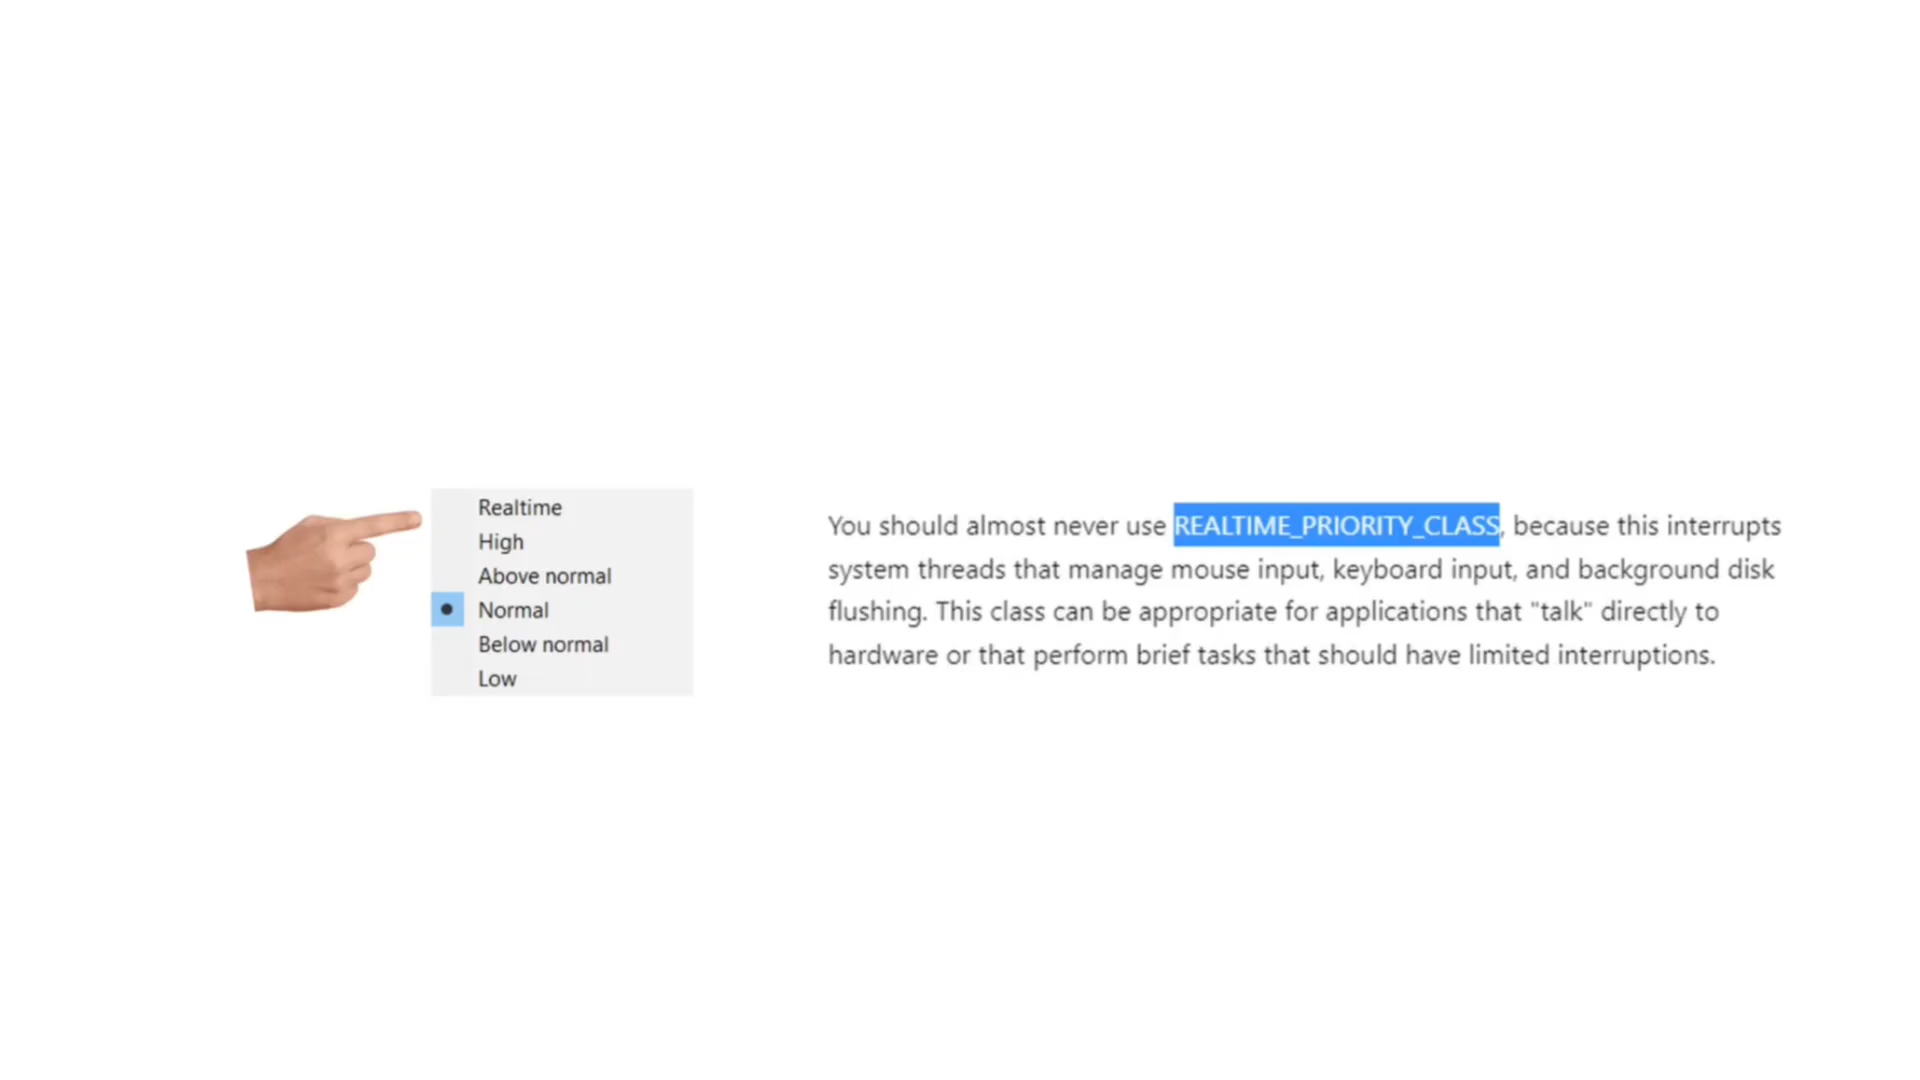 Realtime
High
Above normal
Normal
Below normal
Low
You should almost never use REALTIME_PRIORITY_CLASS, because this interrupts
system threads that manage mouse input, keyboard input, and background disk
flushing. This class can be appropriate for applications that "talk" directly to
hardware or that perform brief tasks that should have limited interruptions.